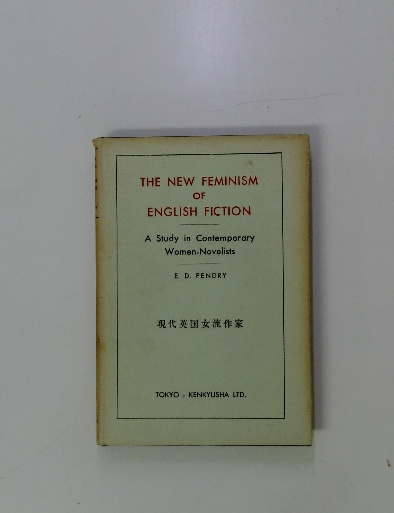 THE NEW FEMINISM
OF
ENGLISH FICTION
A Study in Contemporary
Women-Novelists
E. D. PENDRY
現代英国女流作家
TOKYO · KENKYUSHA LTD.